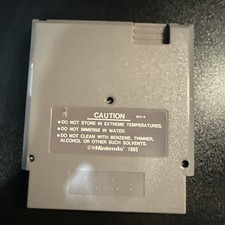 CAUTION
● DO NOT STORE IN EXTREME TEMPERATURES.
● DO NOT IMMERSE IN WATER.
● DO NOT CLEAN WITH BENZENE, THINNER,
ALCOHOL OR OTHER SUCH SOLVENTS.
©Nintendo 1985